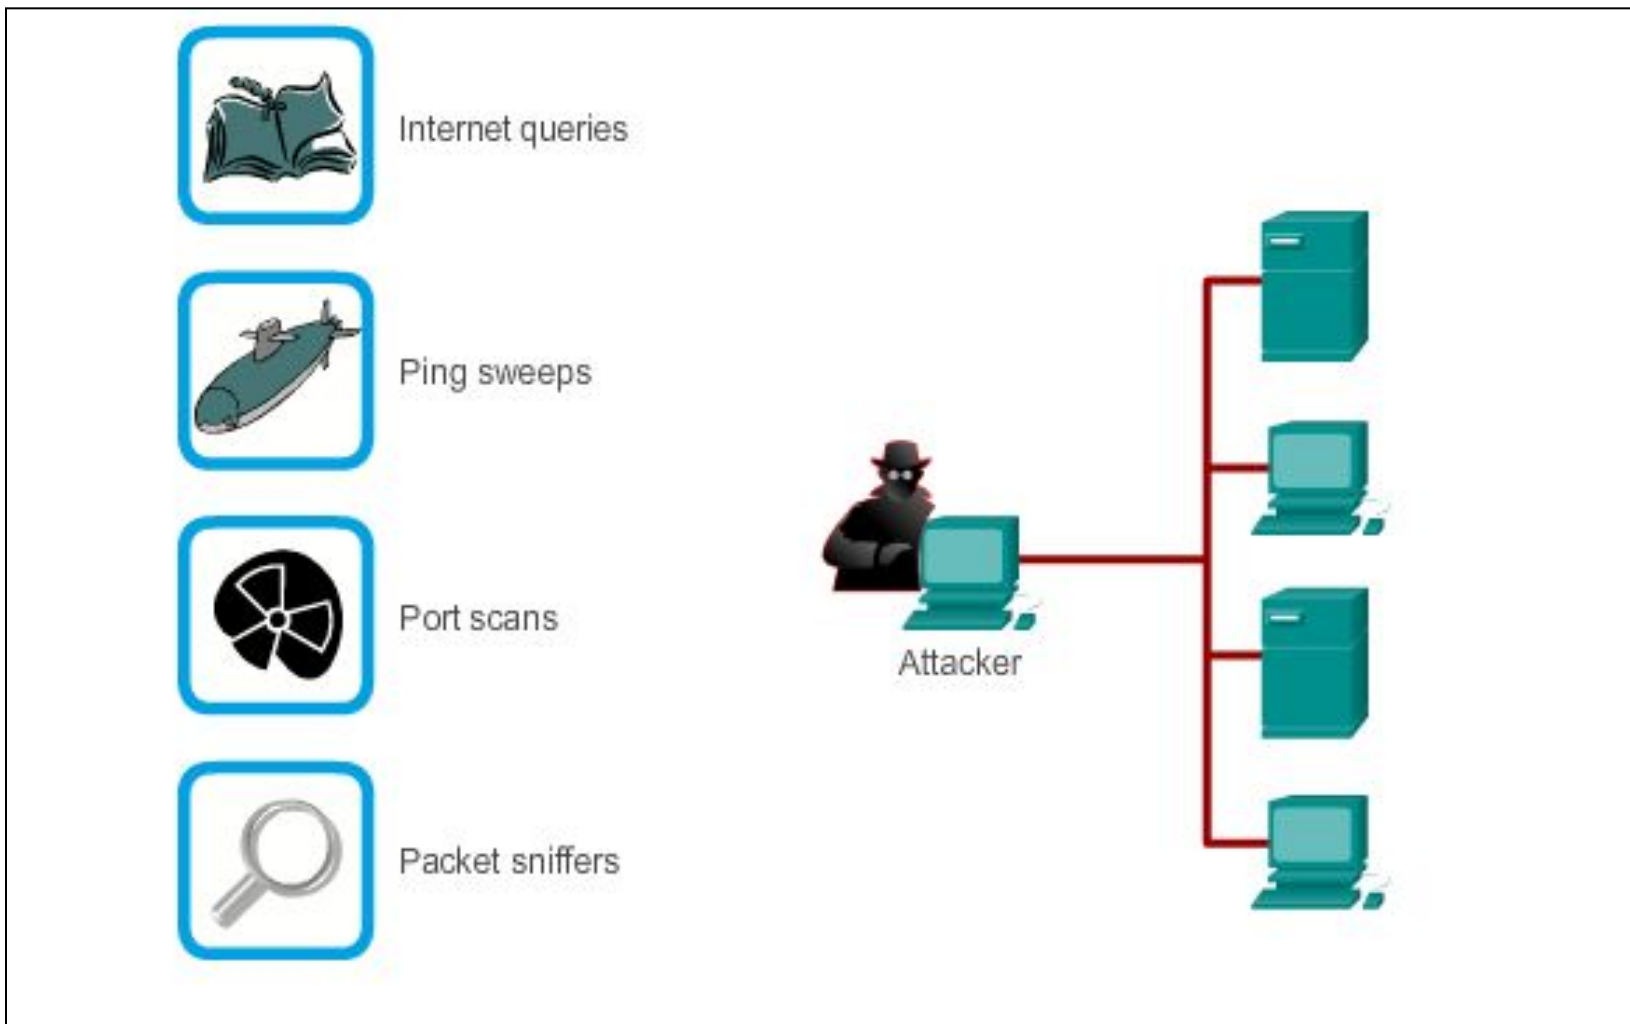 Internet queries
Ping sweeps
Port scans
Packet sniffers
Attacker